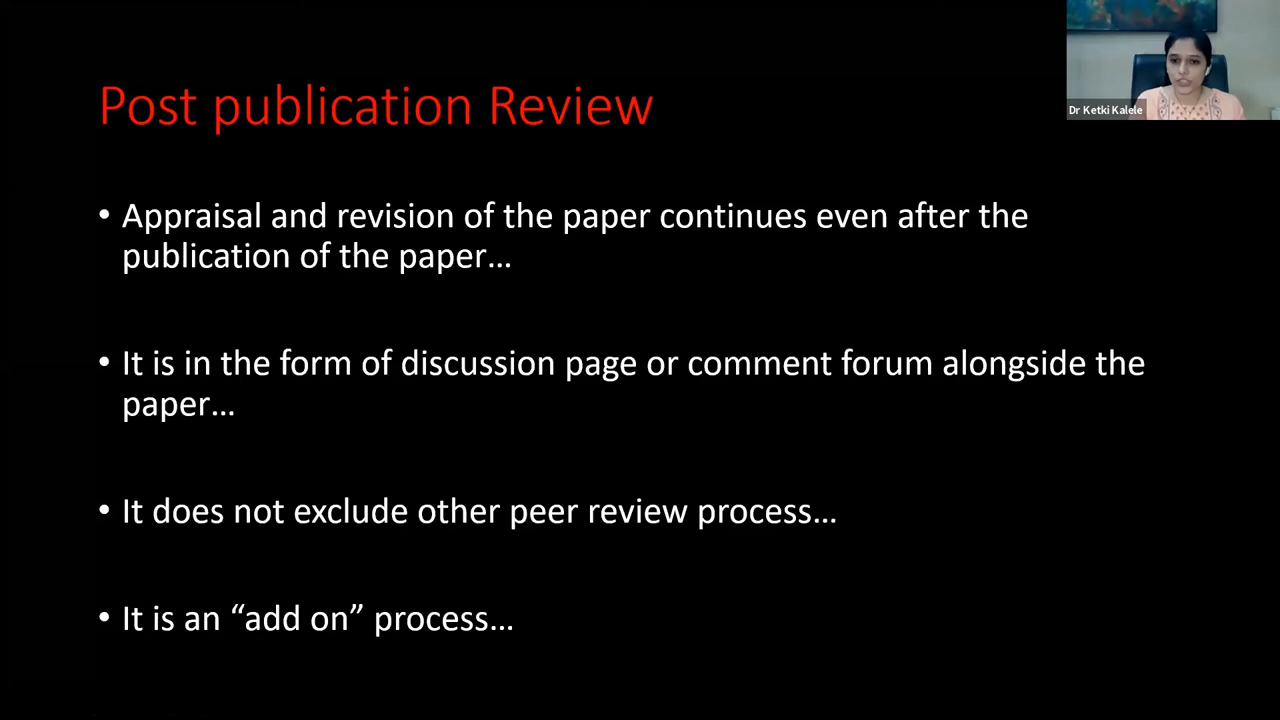 Post publication Review
Dr Ketki Kalele
• Appraisal and revision of the paper continues even after the
publication of the paper…
• It is in the form of discussion page or comment forum alongside the
paper…
• It does not exclude other peer review process…
• It is an “add on” process…